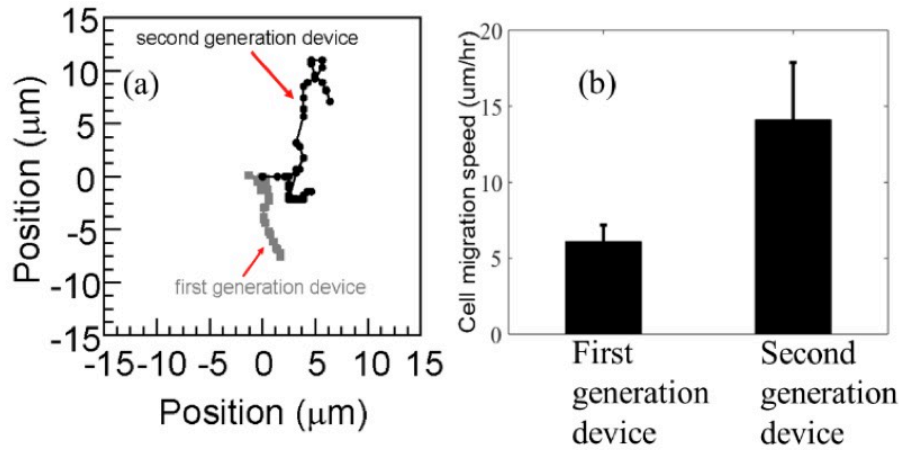 15
10
5
0
-5
-10
-15
Position (μm)
(a)
second generation device
first generation device
-15-10 -5 0 5 10 15
Position (μm)
20
15
10
5
0
Cell migration speed (um/hr)
(b)
First
generation
device
Second
generation
device